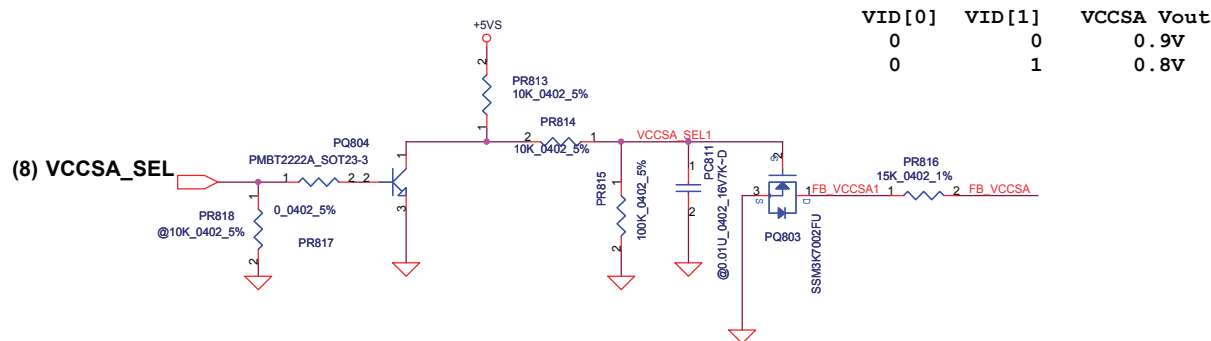 VID[0] VID[1] VCCSA Vout
0 0 0.9V
0 1 0.8V
+5VS
2
PR813
10K_0402_5%
1
PR814
2 1
10K_0402_5%
VCCSA_SEL1
PQ804
PMBT2222A_SOT23-3
1
(8) VCCSA_SEL
1 2 2
3
0_0402_5%
PR817
1
PR818
@10K_0402_5%
2
1
PR815
100K_0402_5%
2
1
PC811
@0.01U_0402_16V7K~D
2
2
G
3
S
D
1
FB_VCCSA1
PQ803
SSM3K7002FU
PR816
15K_0402_1%
1 2
FB_VCCSA